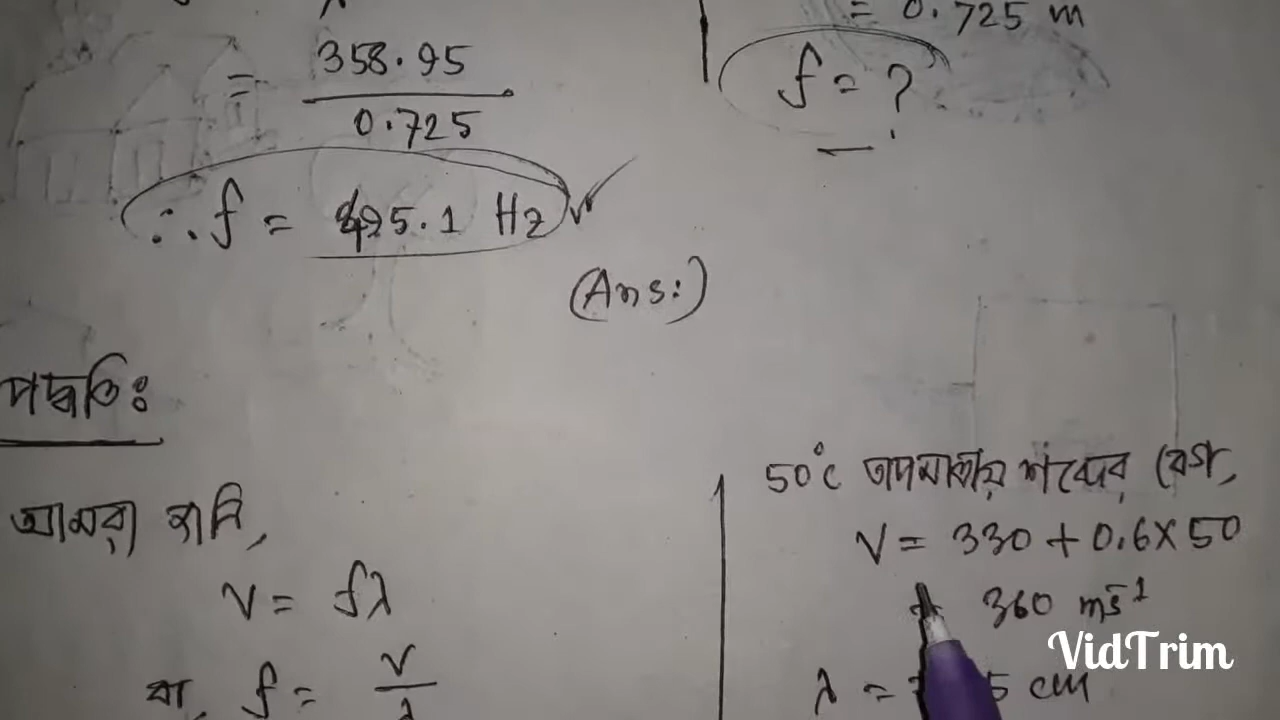 = 358.95 / 0.725
∴ f = 495.1 Hz ✓
(Ans:)
= 0.725 m
f = ?
পদ্ধতিঃ
আমরা জানি,
v = fλ
বা, f = v / λ
50°C তাপমাত্রায় শব্দের বেগ,
v = 330 + 0.6×50
360 ms⁻¹
λ = 5 cm
VidTrim